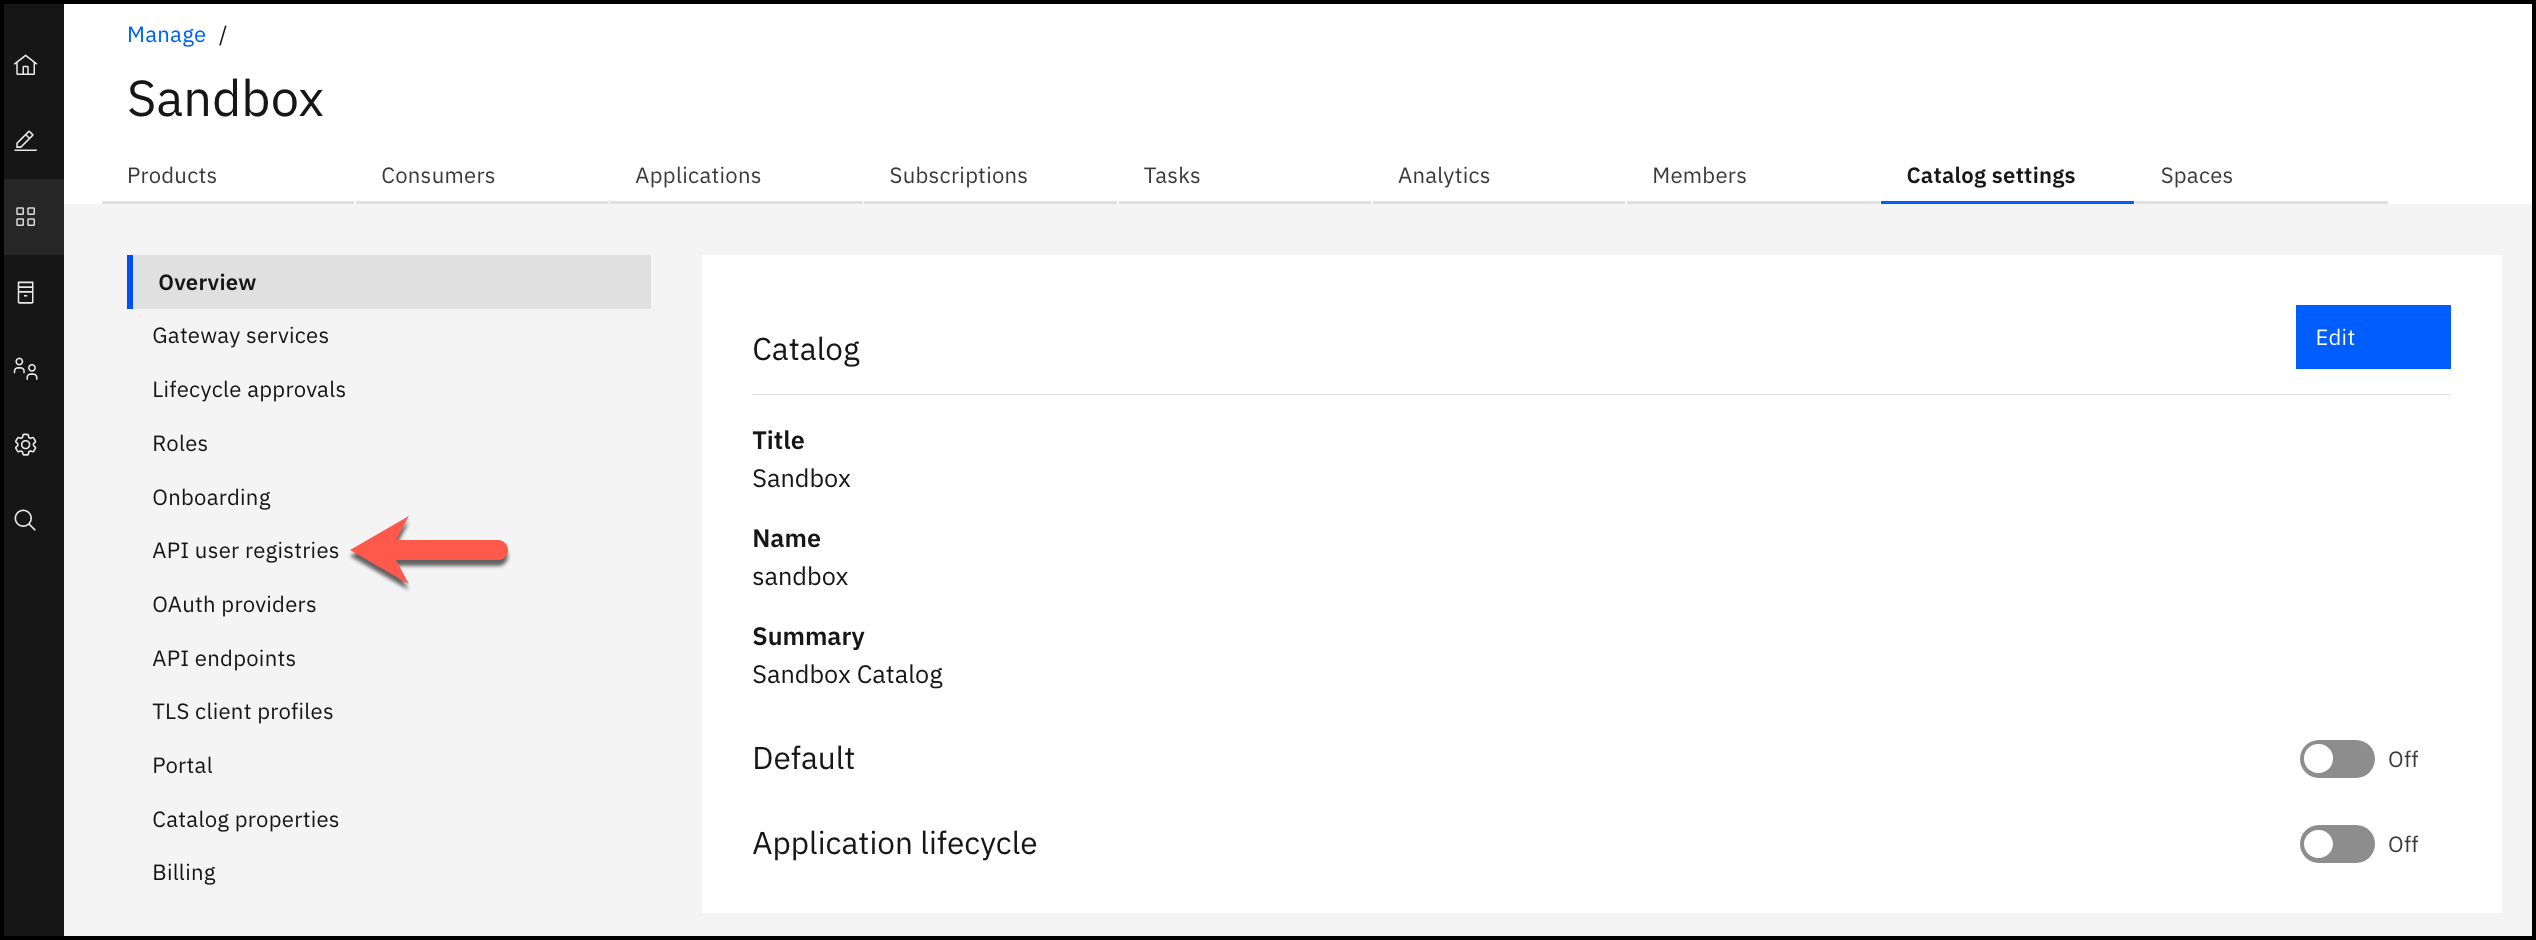 Manage /
Sandbox
Products Consumers Applications Subscriptions Tasks Analytics Members Catalog settings Spaces
Overview
Gateway services
Lifecycle approvals
Roles
Onboarding
API user registries
OAuth providers
API endpoints
TLS client profiles
Portal
Catalog properties
Billing
Catalog
Edit
Title
Sandbox
Name
sandbox
Summary
Sandbox Catalog
Default Off
Application lifecycle Off